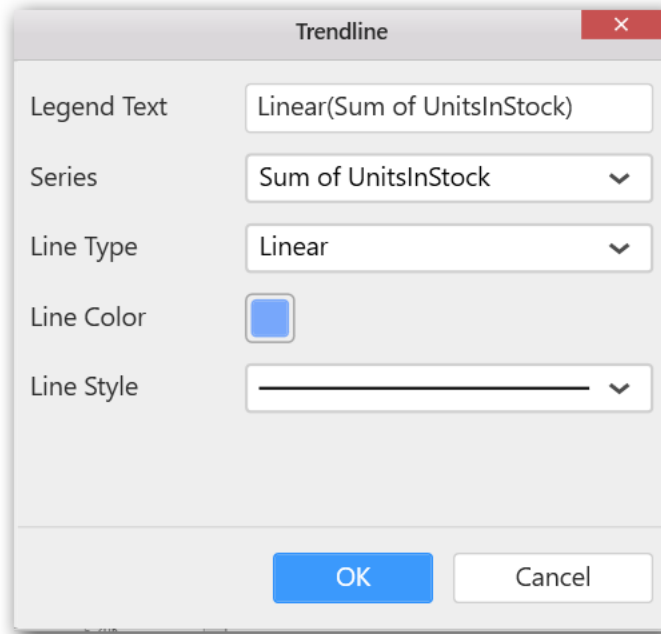 Trendline
Legend Text Linear(Sum of UnitsInStock)
Series Sum of UnitsInStock
Line Type Linear
Line Color
Line Style
OK Cancel